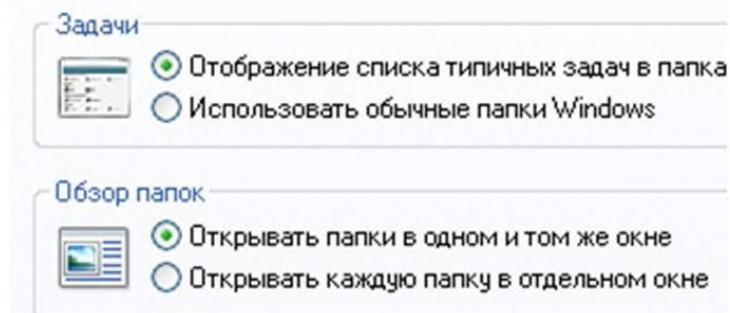 Задачи
Отображение списка типичных задач в папка
Использовать обычные папки Windows
Обзор папок
Открывать папки в одном и том же окне
Открывать каждую папку в отдельном окне